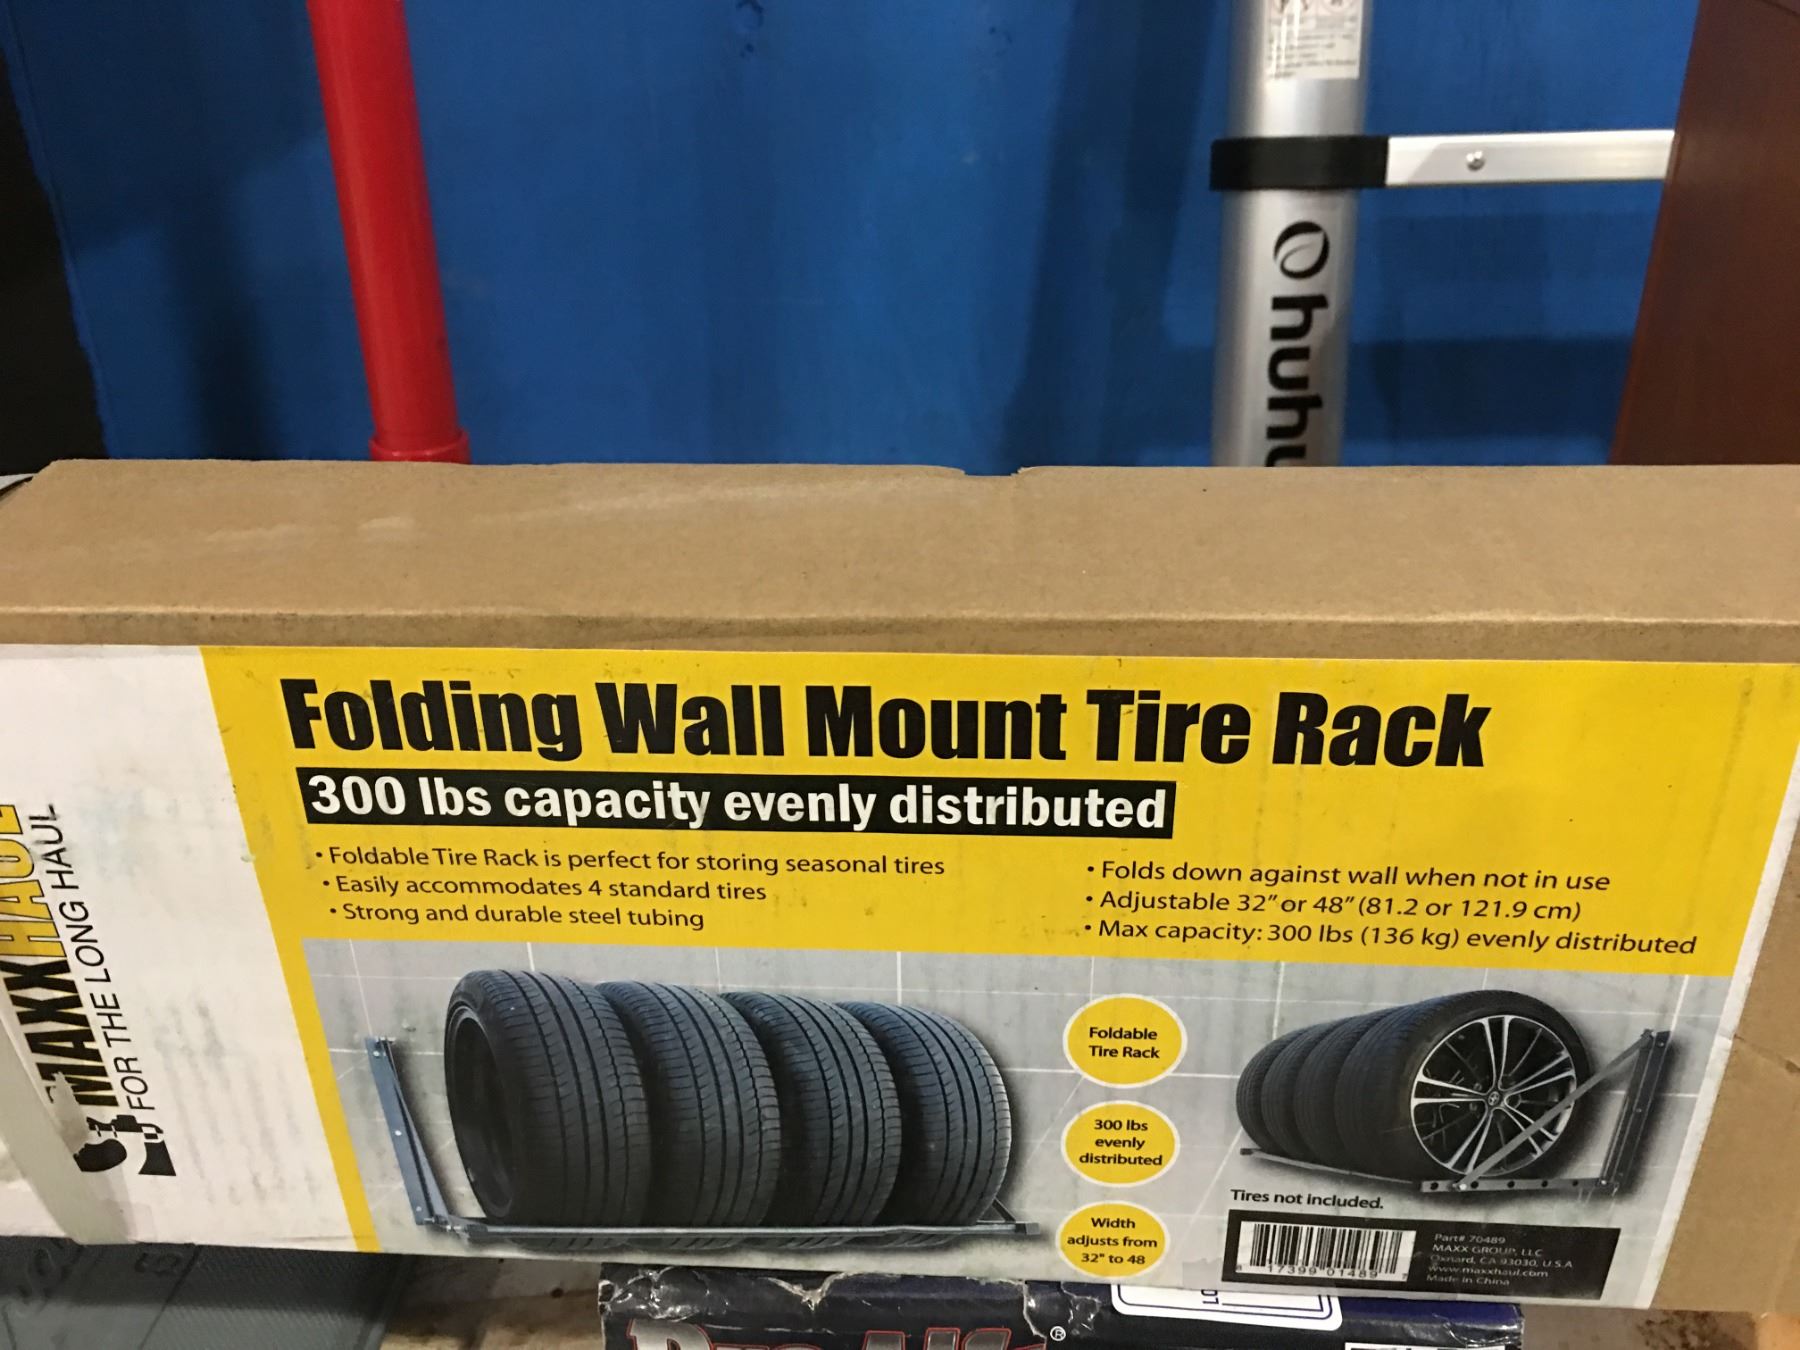 huhu
Folding Wall Mount Tire Rack
300 lbs capacity evenly distributed
• Foldable Tire Rack is perfect for storing seasonal tires
• Easily accommodates 4 standard tires
• Strong and durable steel tubing
• Folds down against wall when not in use
• Adjustable 32” or 48” (81.2 or 121.9 cm)
• Max capacity: 300 lbs (136 kg) evenly distributed
MAXXHAUL
FOR THE LONG HAUL
Foldable
Tire Rack
300 lbs
evenly
distributed
Width
adjusts from
32" to 48
Tires not included.
8 17399 01489 7
Part# 70489
MAXX GROUP, LLC
Oxnard, CA 93030, U.S.A
www.maxxhaul.com
Made in China